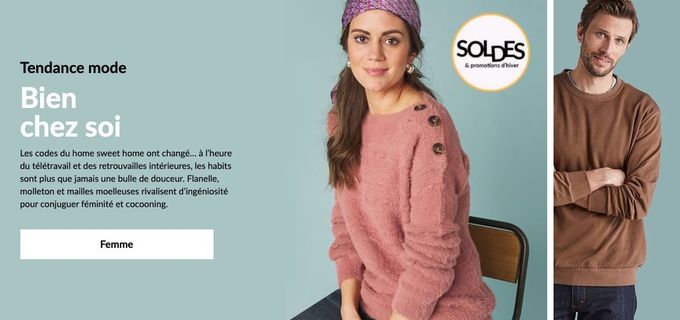 Tendance mode
Bien
chez soi
Les codes du home sweet home ont changé... à l'heure
du télétravail et des retrouvailles intérieures, les habits
sont plus que jamais une bulle de douceur. Flanelle,
molleton et mailles moelleuses rivalisent d'ingéniosité
pour conjuguer féminité et cocooning.
Femme
SOLDES
& promotions d'hiver